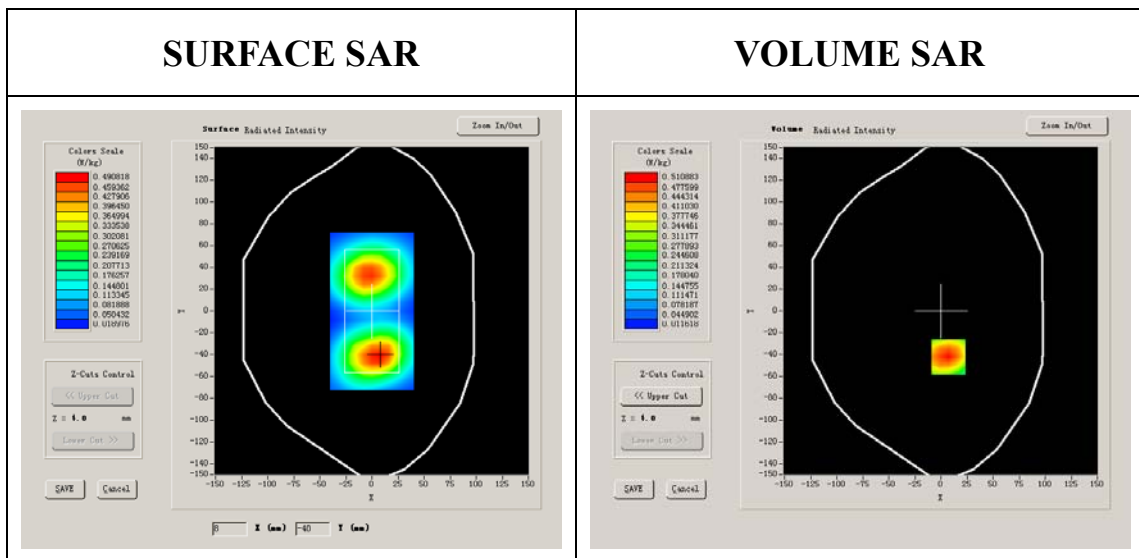 SURFACE SAR
VOLUME SAR
Surface Radiated Intensity
Zoom In/Out
Colors Scale
(W/kg)
0.490818
0.459362
0.427906
0.396450
0.364994
0.333538
0.302081
0.270625
0.239169
0.207713
0.176257
0.144801
0.113345
0.081888
0.050432
0.018976
150
140
120
100
80
60
40
20
0
-20
-40
-60
-80
-100
-120
-140
-150
Y
-150 -125 -100 -75 -50 -25 0 25 50 75 100 125 150
X
Z-Cuts Control
<< Upper Cut
Z = 4.0 mm
Lower Cut >>
SAVE Cancel
8 X (mm) -40 Y (mm)
Volume Radiated Intensity
Zoom In/Out
Colors Scale
(W/kg)
0.510883
0.477599
0.444314
0.411030
0.377746
0.344461
0.311177
0.277893
0.244608
0.211324
0.178040
0.144755
0.111471
0.078187
0.044902
0.011618
150
140
120
100
80
60
40
20
0
-20
-40
-60
-80
-100
-120
-140
-150
Y
-150 -125 -100 -75 -50 -25 0 25 50 75 100 125 150
X
Z-Cuts Control
<< Upper Cut
Z = 4.0 mm
Lower Cut >>
SAVE Cancel